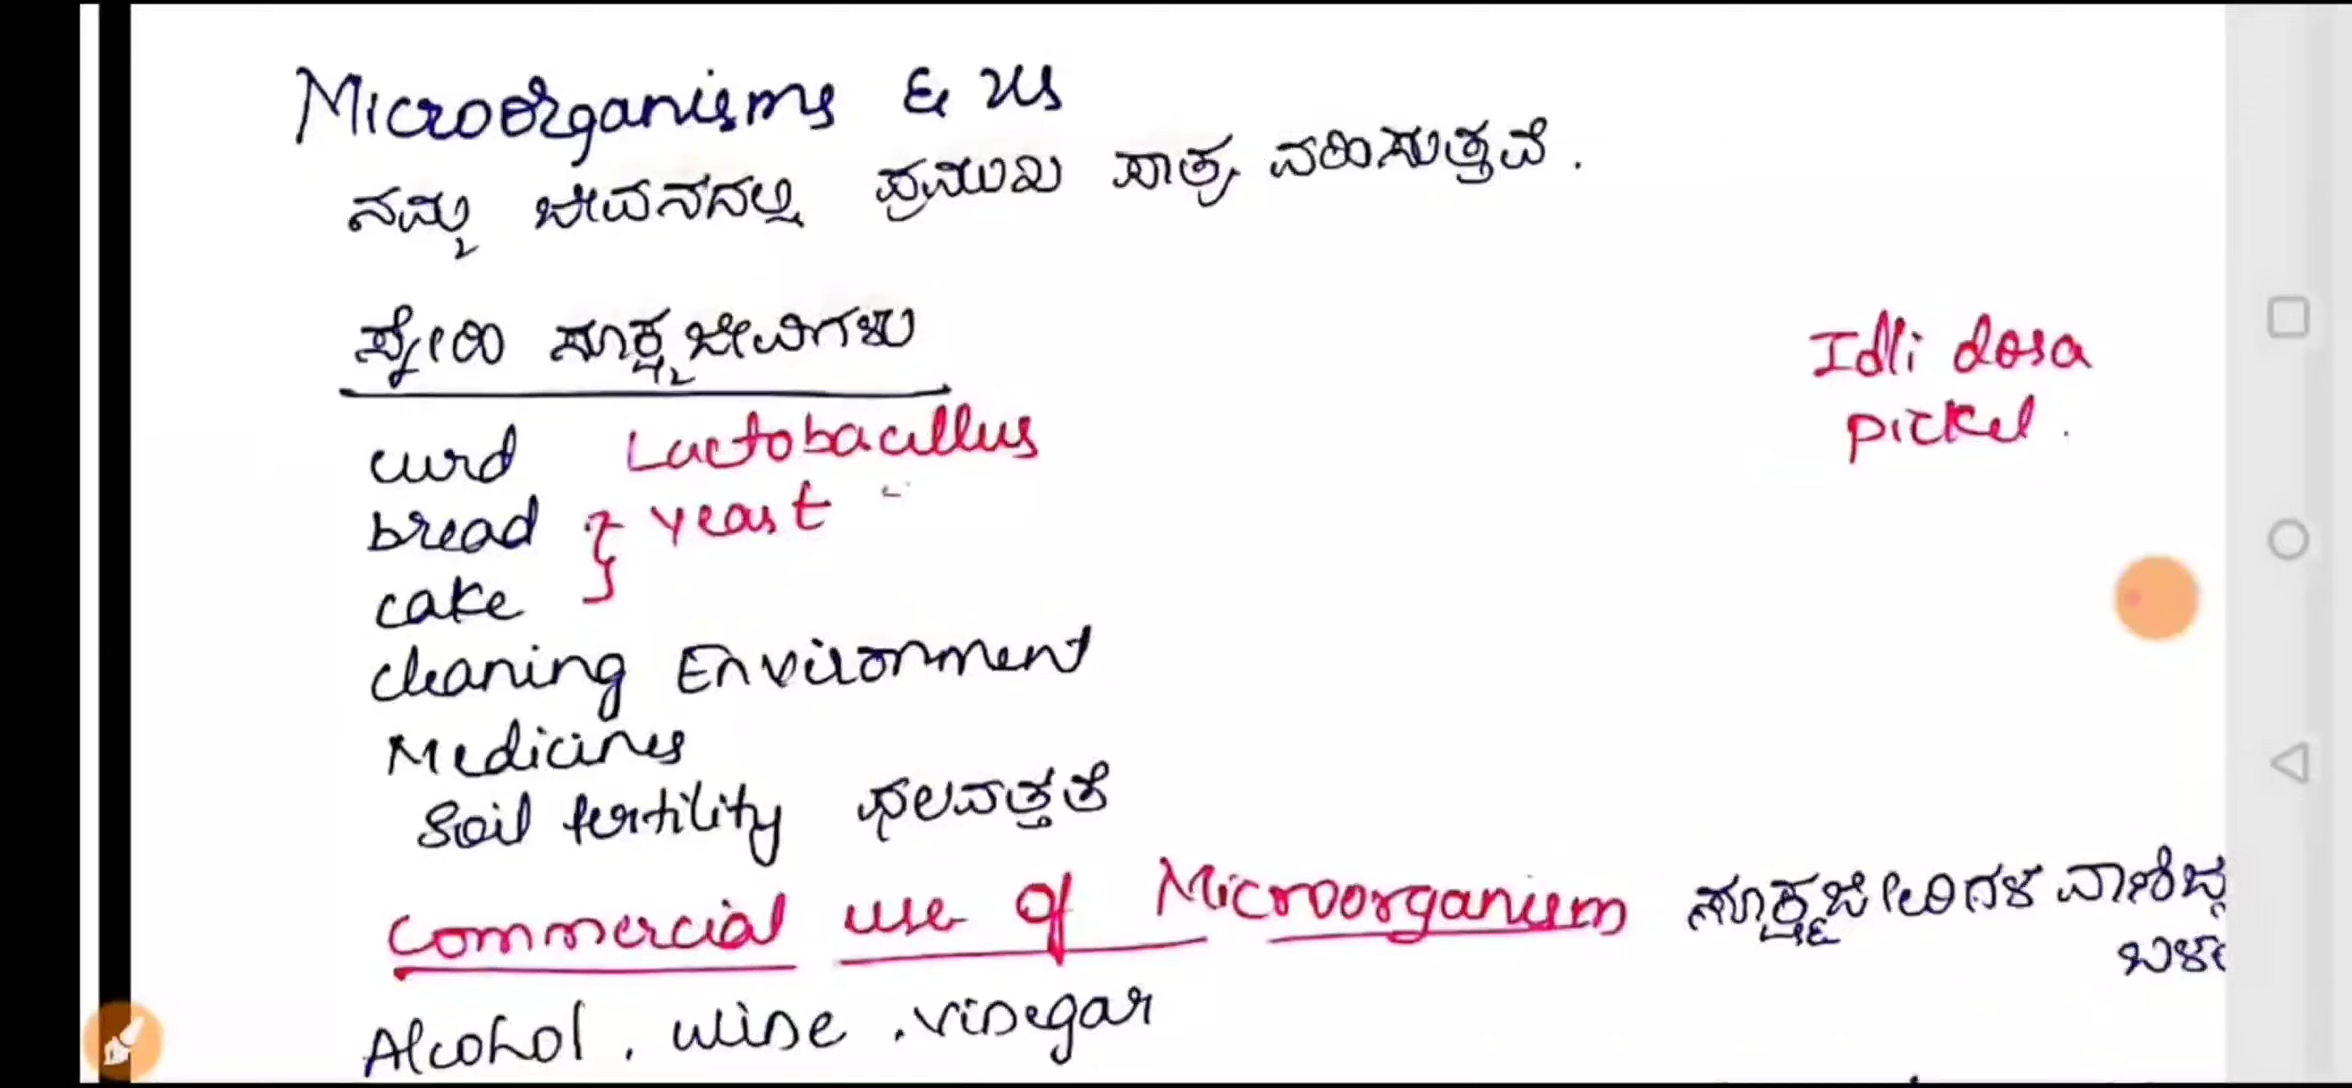 Microorganisms & us
ನಮ್ಮ ಜೀವನದಲ್ಲಿ ಪ್ರಮುಖ ಪಾತ್ರ ವಹಿಸುತ್ತವೆ.
ಸ್ನೇಹಿ ಸೂಕ್ಷ್ಮಜೀವಿಗಳು
Idli dosa
pickel.
curd Lactobacillus
bread } yeast
cake
cleaning Environment
Medicines
Soil fertility ಫಲವತ್ತತೆ
Commercial use of Microorganism ಸೂಕ್ಷ್ಮಜೀವಿಗಳ ವಾಣಿಜ್ಯ
ಬಳಕ
Alcohol, wine, vinegar